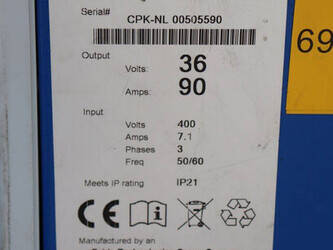 Serial#
CPK-NL 00505590
Output
Volts: 36
Amps: 90
Input
Volts 400
Amps 7.1
Phases 3
Freq 50/60
Meets IP rating IP21
69
CE
Manufactured by an